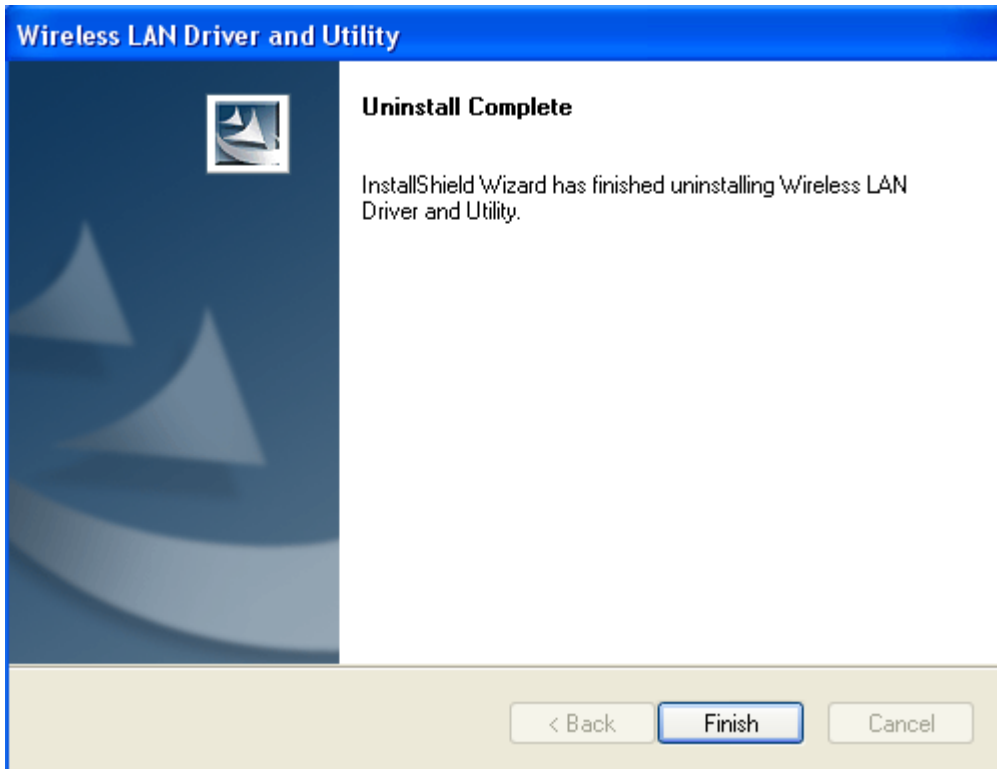 Wireless LAN Driver and Utility
Uninstall Complete
InstallShield Wizard has finished uninstalling Wireless LAN
Driver and Utility.
< Back
Finish
Cancel